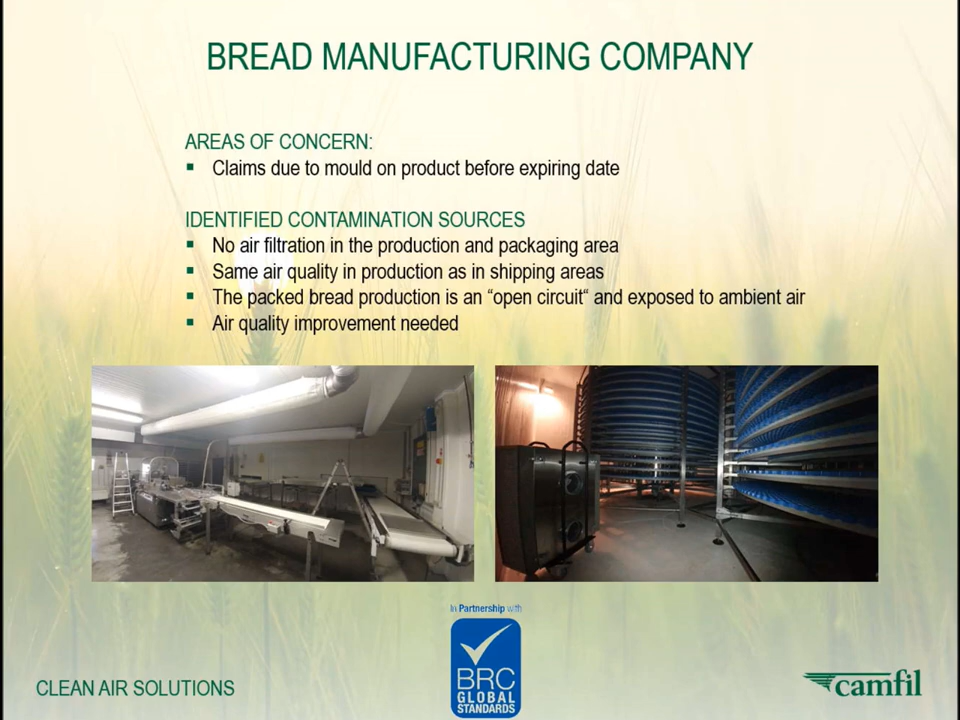 BREAD MANUFACTURING COMPANY
AREAS OF CONCERN:
▪ Claims due to mould on product before expiring date
IDENTIFIED CONTAMINATION SOURCES
▪ No air filtration in the production and packaging area
▪ Same air quality in production as in shipping areas
▪ The packed bread production is an “open circuit“ and exposed to ambient air
▪ Air quality improvement needed
In Partnership with
BRC
GLOBAL
STANDARDS
CLEAN AIR SOLUTIONS
camfil